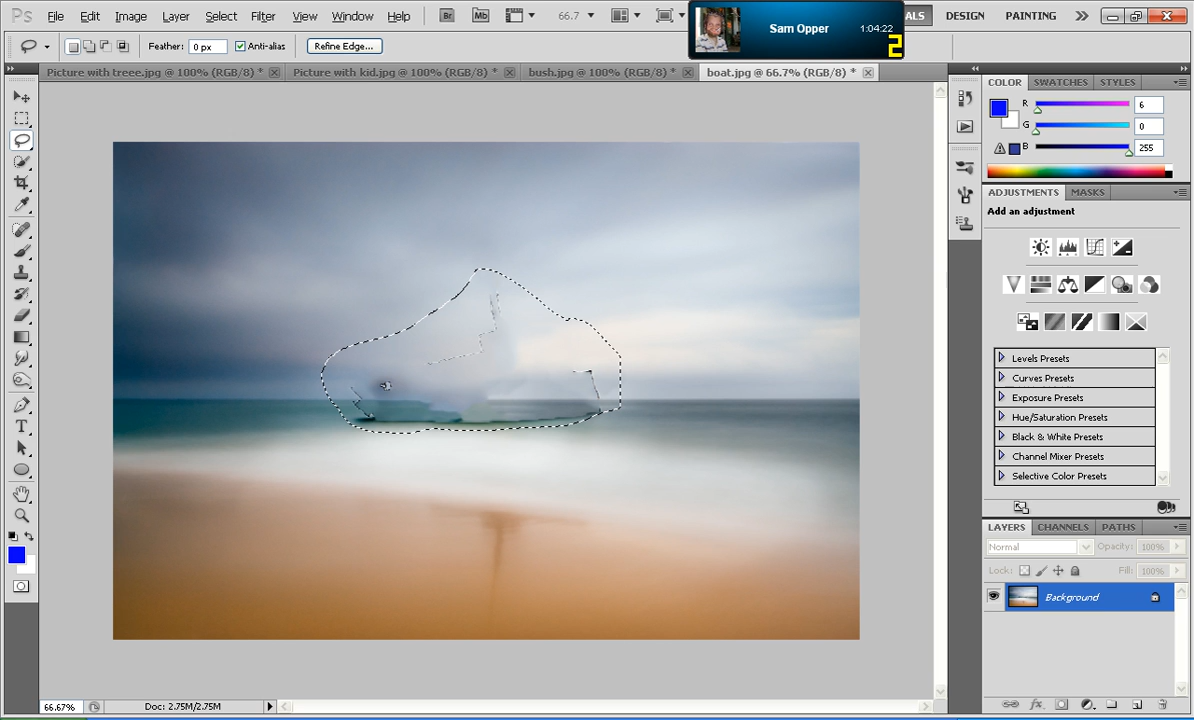 Ps File Edit Image Layer Select Filter View Window Help Br Mb 66.7 Sam Opper 1:04:22 2 ALS DESIGN PAINTING
Feather: 0 px Anti-alias Refine Edge...
Picture with treee.jpg @ 100% (RGB/8) * Picture with kid.jpg @ 100% (RGB/8) * bush.jpg @ 100% (RGB/8) * boat.jpg @ 66.7% (RGB/8) *
COLOR SWATCHES STYLES
R 6
G 0
B 255
ADJUSTMENTS MASKS
Add an adjustment
Levels Presets
Curves Presets
Exposure Presets
Hue/Saturation Presets
Black & White Presets
Channel Mixer Presets
Selective Color Presets
LAYERS CHANNELS PATHS
Normal Opacity: 100%
Lock: Fill: 100%
Background
66.67% Doc: 2.75M/2.75M